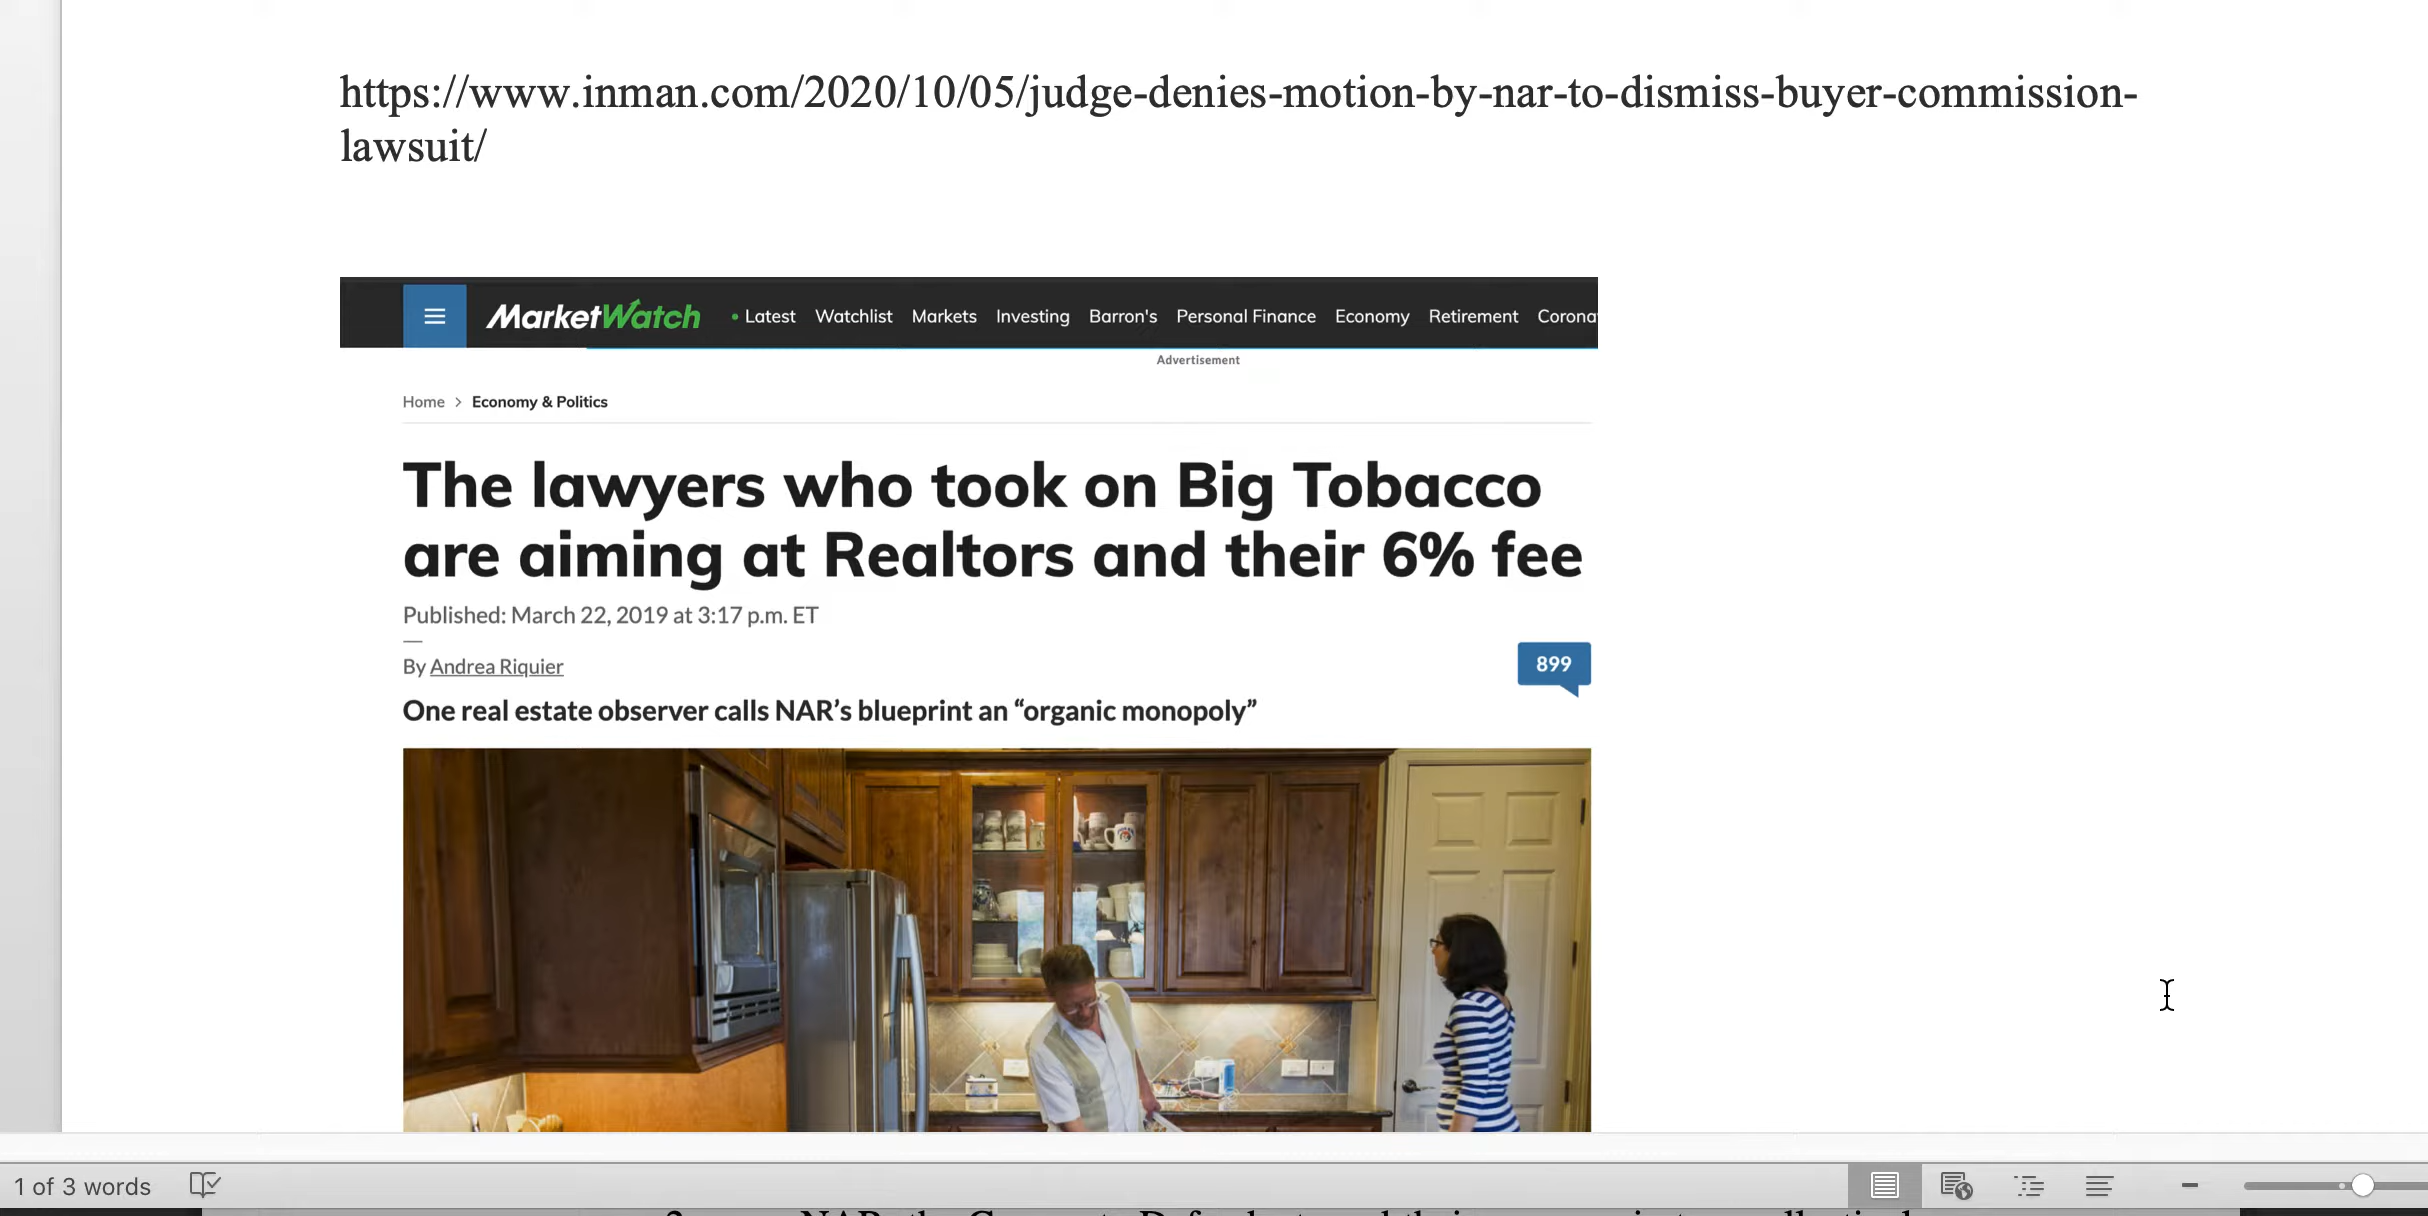 https://www.inman.com/2020/10/05/judge-denies-motion-by-nar-to-dismiss-buyer-commission-
lawsuit/
MarketWatch • Latest Watchlist Markets Investing Barron's Personal Finance Economy Retirement Corona
Advertisement
Home > Economy & Politics
The lawyers who took on Big Tobacco
are aiming at Realtors and their 6% fee
Published: March 22, 2019 at 3:17 p.m. ET
By Andrea Riquier
899
One real estate observer calls NAR’s blueprint an “organic monopoly”
1 of 3 words